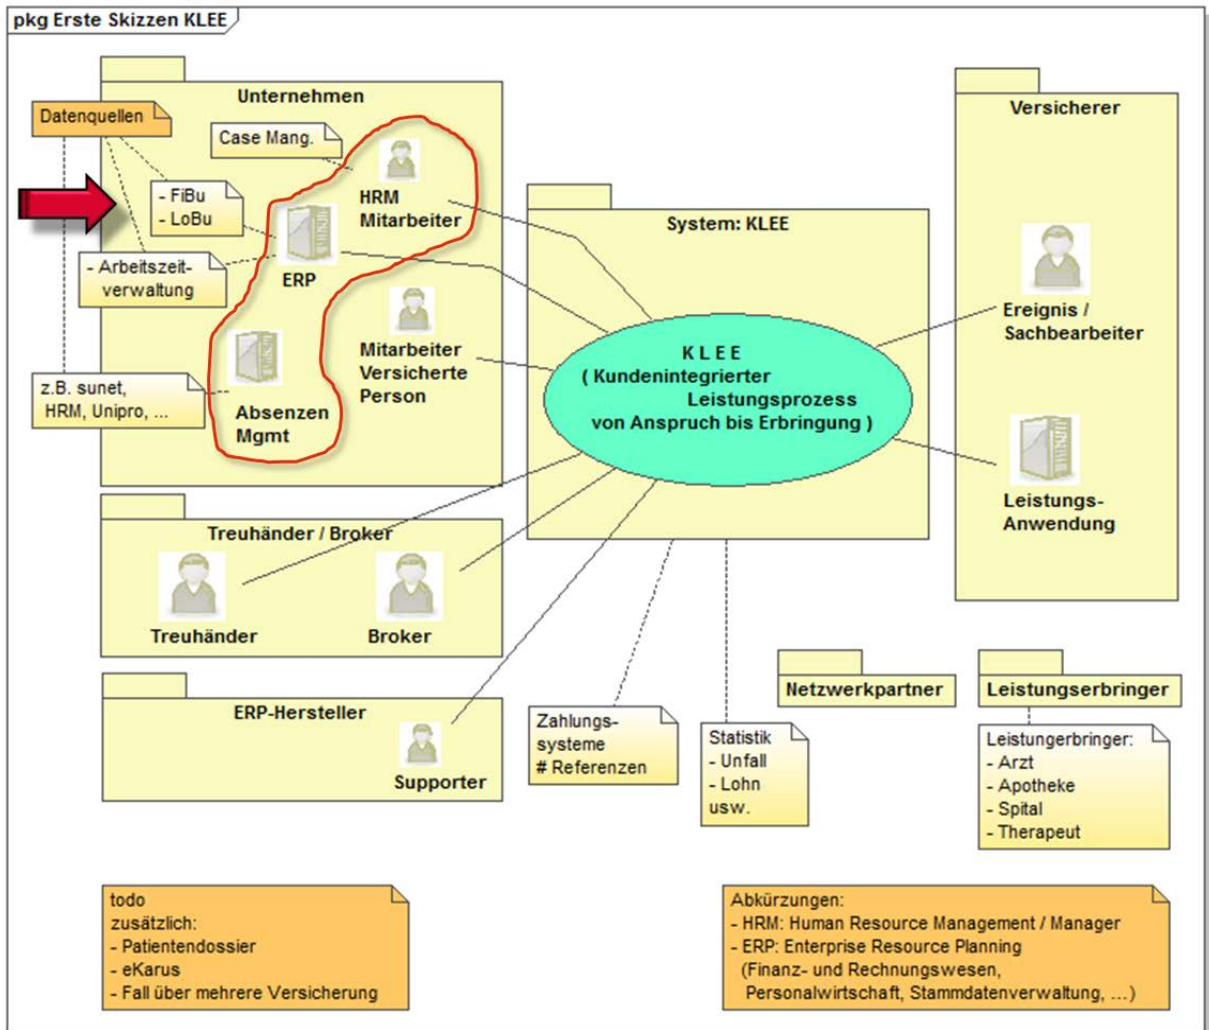 pkg Erste Skizzen KLEE
Unternehmen
Datenquellen
Case Mang.
- FiBu
- LoBu
HRM
Mitarbeiter
ERP
- Arbeitszeit-
verwaltung
Mitarbeiter
Versicherte
Person
z.B. sunet,
HRM, Unipro, ...
Absenzen
Mgmt
System: KLEE
K L E E
( Kundenintegrierter
Leistungsprozess
von Anspruch bis Erbringung )
Versicherer
Ereignis /
Sachbearbeiter
Leistungs-
Anwendung
Treuhänder / Broker
Treuhänder
Broker
ERP-Hersteller
Supporter
Zahlungs-
systeme
# Referenzen
Statistik
- Unfall
- Lohn
usw.
Netzwerkpartner
Leistungserbringer
Leistungerbringer:
- Arzt
- Apotheke
- Spital
- Therapeut
todo
zusätzlich:
- Patientendossier
- eKarus
- Fall über mehrere Versicherung
Abkürzungen:
- HRM: Human Resource Management / Manager
- ERP: Enterprise Resource Planning
(Finanz- und Rechnungswesen,
Personalwirtschaft, Stammdatenverwaltung, ...)